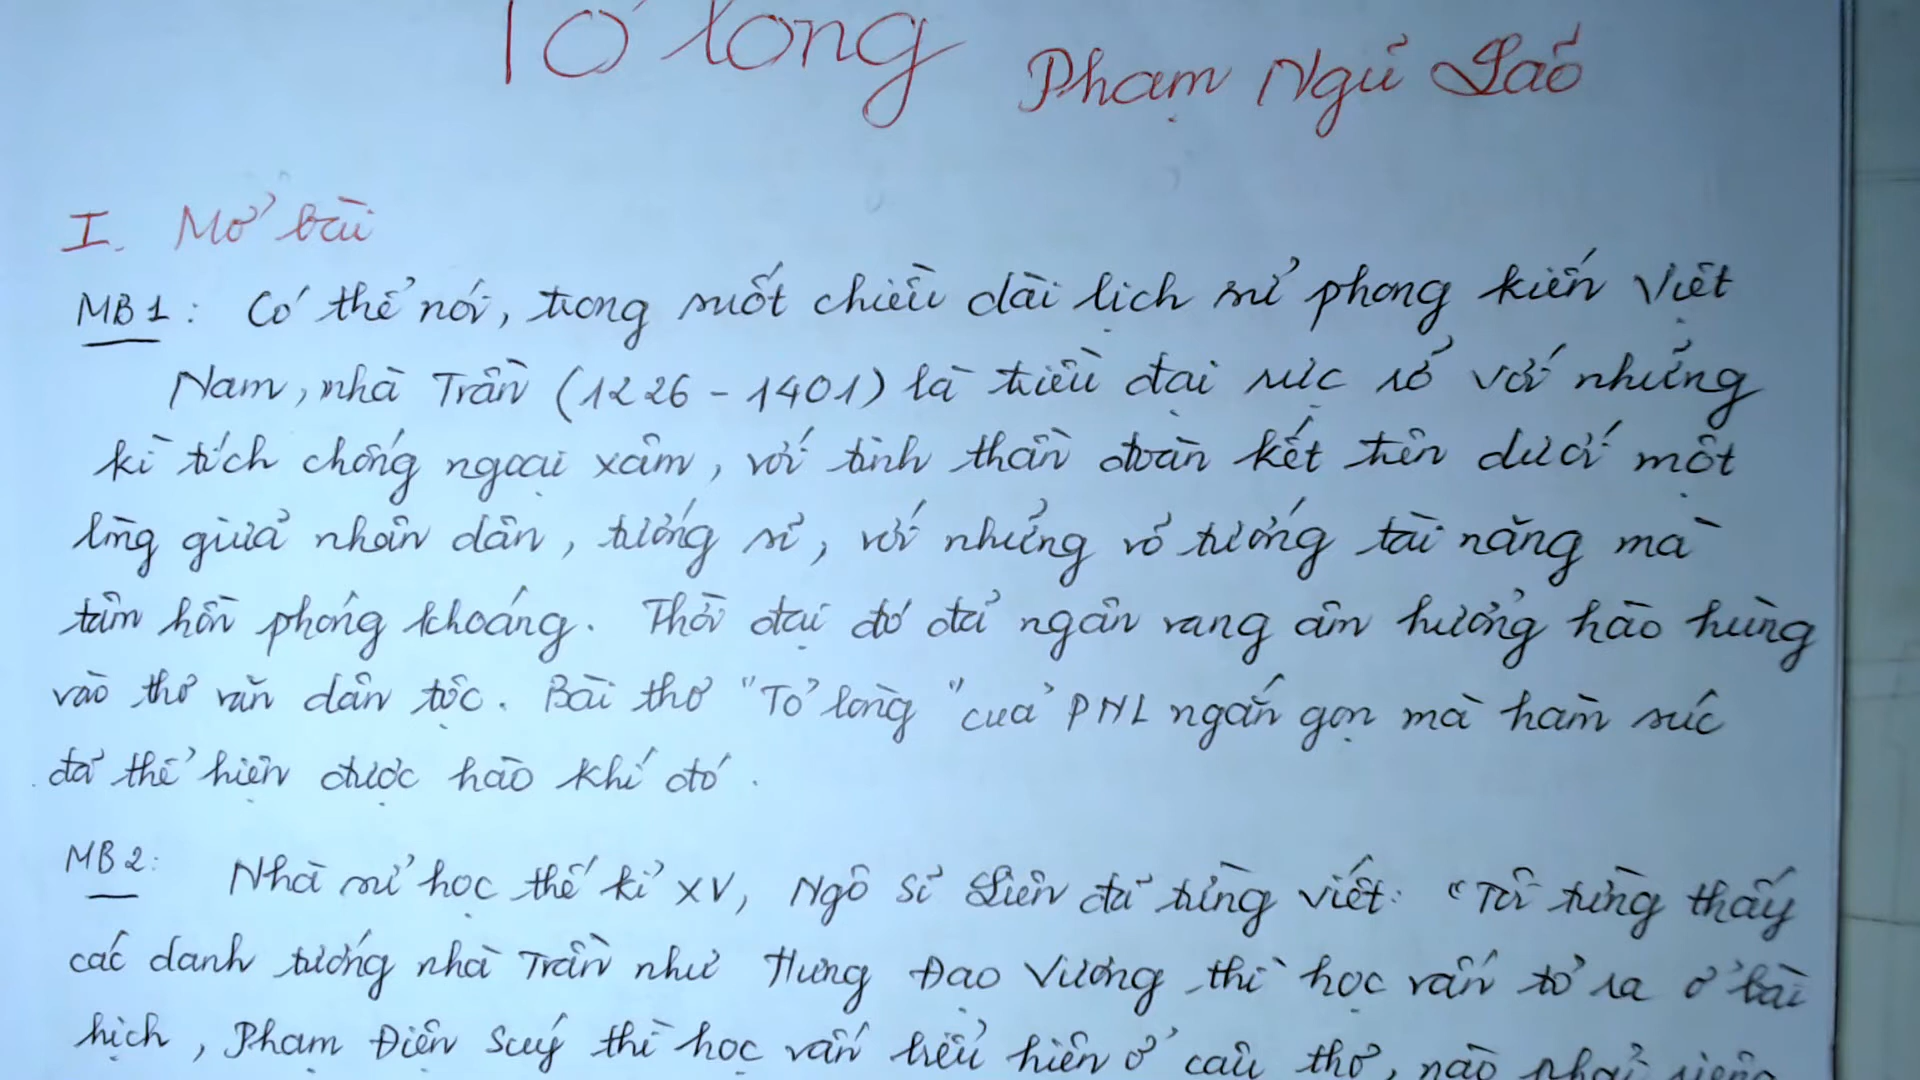 Tỏ lòng
Phạm Ngũ Lão
I. Mở bài
MB1: Có thể nói, trong suốt chiều dài lịch sử phong kiến Việt
Nam, nhà Trần (1226 - 1401) là triều đại rực rỡ với những
kì tích chống ngoại xâm, với tinh thần đoàn kết trên dưới một
lòng giữa nhân dân, tướng sĩ, với những võ tướng tài năng mà
tâm hồn phóng khoáng. Thời đại đó đã ngân vang âm hưởng hào hùng
vào thơ văn dân tộc. Bài thơ "Tỏ lòng" của PNL ngắn gọn mà hàm súc
đã thể hiện được hào khí đó.
MB2: Nhà sử học thế kỉ XV, Ngô Sĩ Liên đã từng viết: "Tôi từng thấy
các danh tướng nhà Trần như Hưng Đạo Vương thì học vấn tỏ ra ở bài
hịch, Phạm Điện Suý thì học vấn biểu hiện ở câu thơ, nào phải riêng